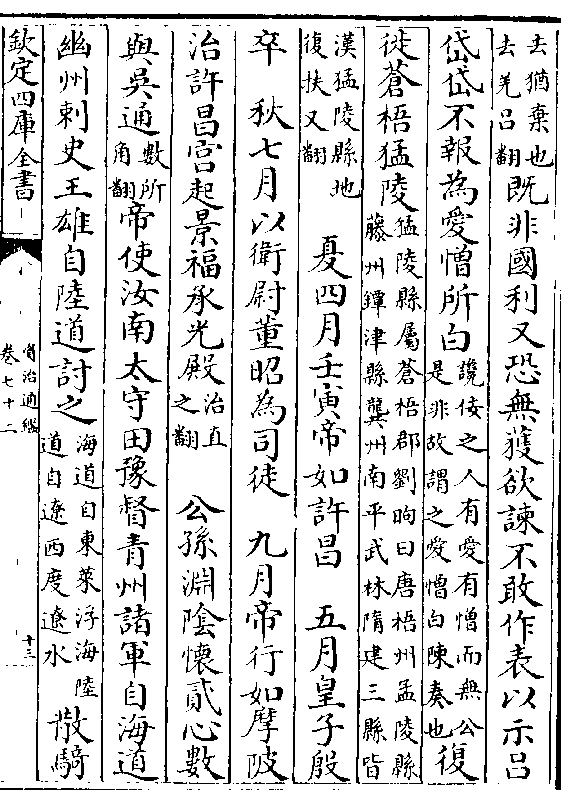 去猶棄也去羌吕翻既非國利又恐無獲欲諫不敢作表以示吕
岱岱不報為愛憎所白讒佞之人有愛有憎而無公是非故謂之愛憎白陳奏也復
徙蒼梧猛陵猛陵縣屬蒼梧郡劉昫曰唐梧州孟陵縣藤州鐔津縣龔州南平武林隋建三縣皆
漢猛陵縣地復扶又翻 夏四月壬寅帝如許昌 五月皇子殷
卒 秋七月以衛尉董昭為司徒 九月帝行如摩陂
治許昌宫起景福承光殿治直之翻 公孫淵陰懷貳心數
與吳通數所角翻帝使汝南太守田豫督青州諸軍自海道
幽州刺史王雄自陸道討之海道自東萊浮海陸道自遼西度遼水散騎
欽定四庫全書
資治通鑑
卷七十二
十三